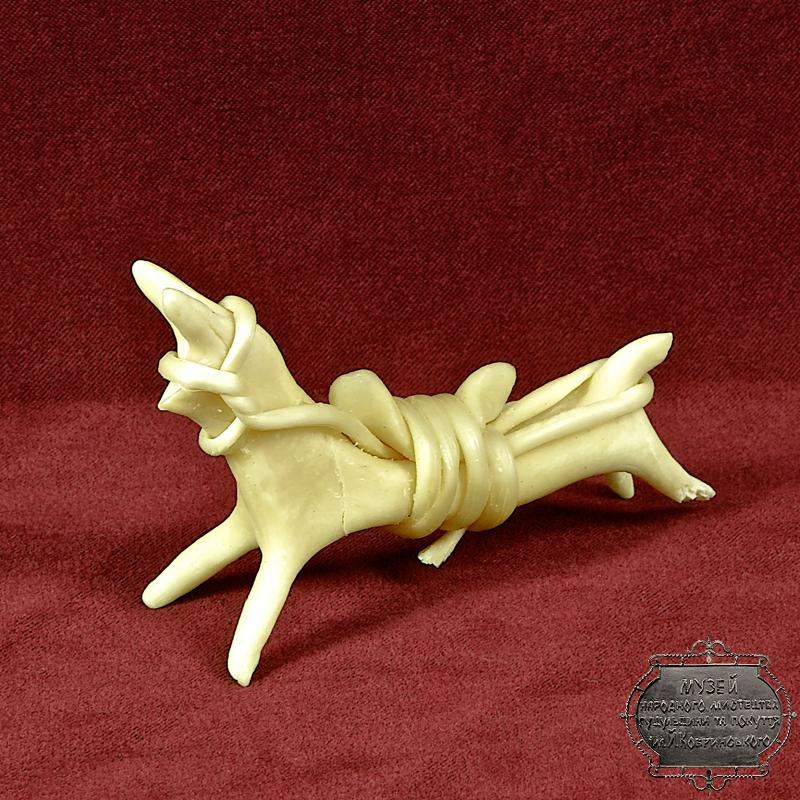 МУЗЕЙ
НАРОДНОГО МИСТЕЦТВА
ГУЦУЛЬЩИНИ ТА ПОКУТТЯ
ІМ.Й.КОБРИНСЬКОГО